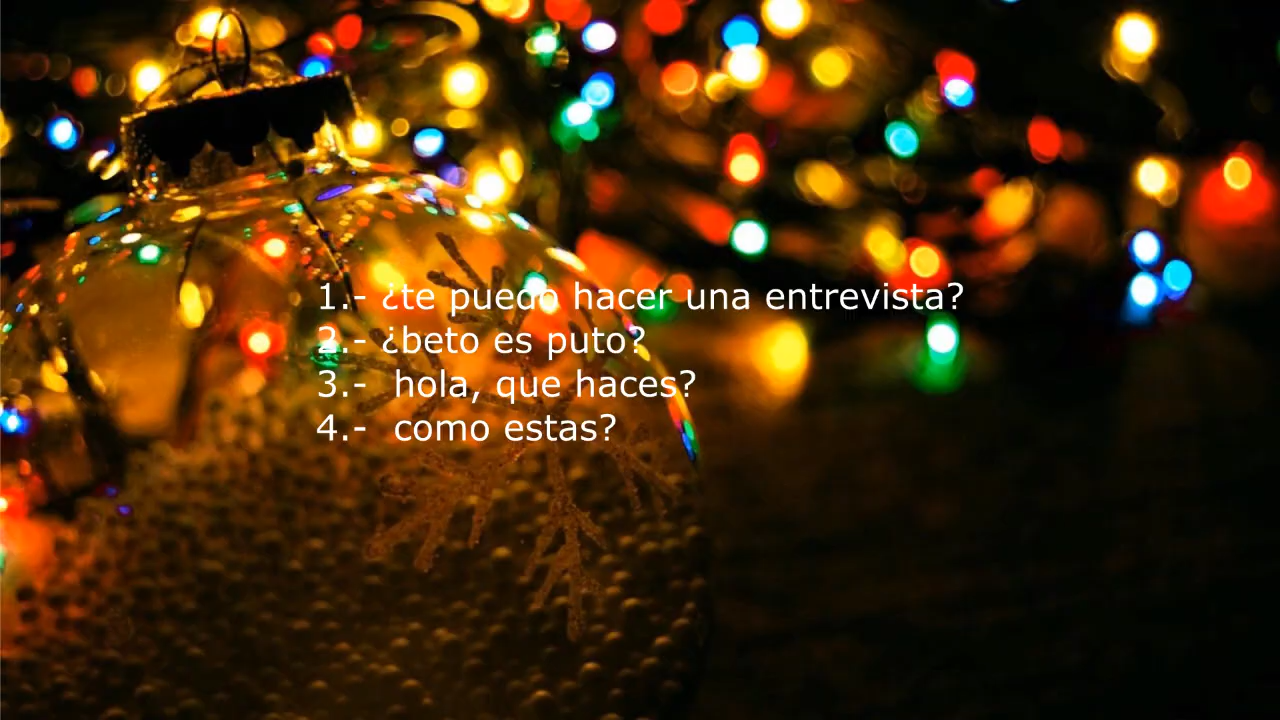 1.- ¿te puedo hacer una entrevista?
2.- ¿beto es puto?
3.-  hola, que haces?
4.-  como estas?